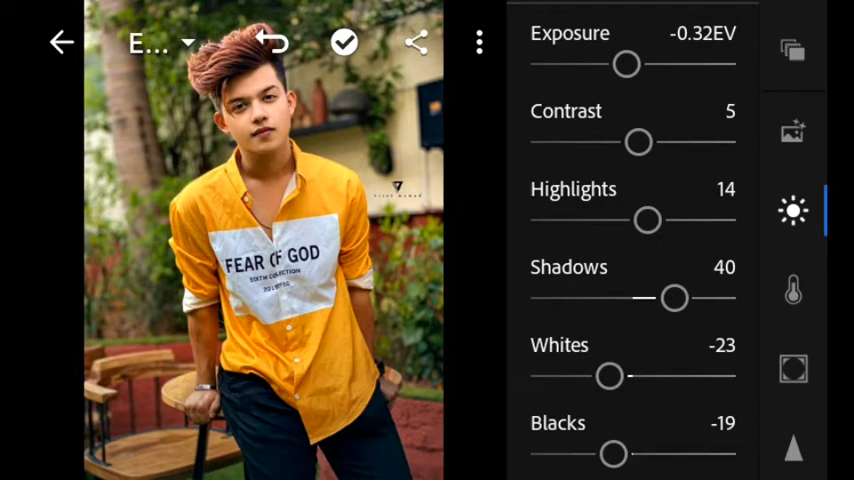 E...
Exposure -0.32EV
Contrast 5
Highlights 14
Shadows 40
Whites -23
Blacks -19
FEAR OF GOD
SIXTH COLLECTION